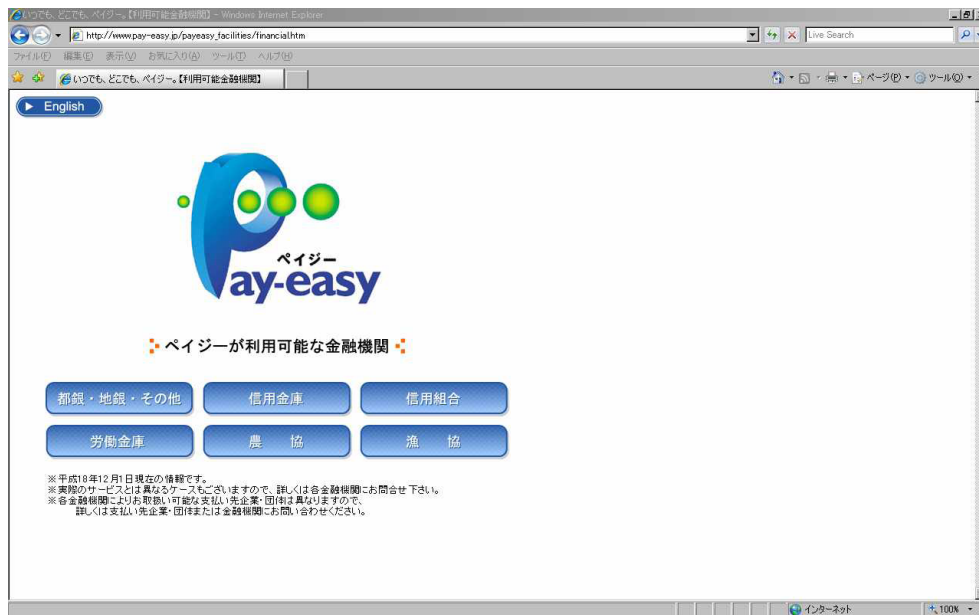 いつでも、どこでも、ペイジー。【利用可能金融機関】 - Windows Internet Explorer
http://www.pay-easy.jp/payeasy_facilities/financial.htm
Live Search
ファイル(F) 編集(E) 表示(V) お気に入り(A) ツール(T) ヘルプ(H)
いつでも、どこでも、ペイジー。【利用可能金融機関】
ページ(P) ツール(O)
English
ペイジー
Pay-easy
ペイジーが利用可能な金融機関
都銀・地銀・その他 信用金庫 信用組合
労働金庫 農 協 漁 協
※平成18年12月1日現在の情報です。
※実際のサービスとは異なるケースもございますので、詳しくは各金融機関にお問合せ下さい。
※各金融機関によりお取扱い可能な支払い先企業・団体は異なりますので、
詳しくは支払い先企業・団体または金融機関にお問い合わせください。
インターネット 100%